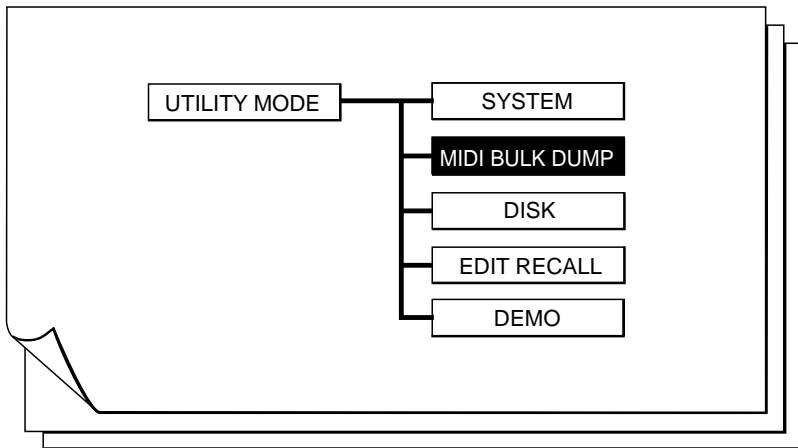 UTILITY MODE
SYSTEM
MIDI BULK DUMP
DISK
EDIT RECALL
DEMO